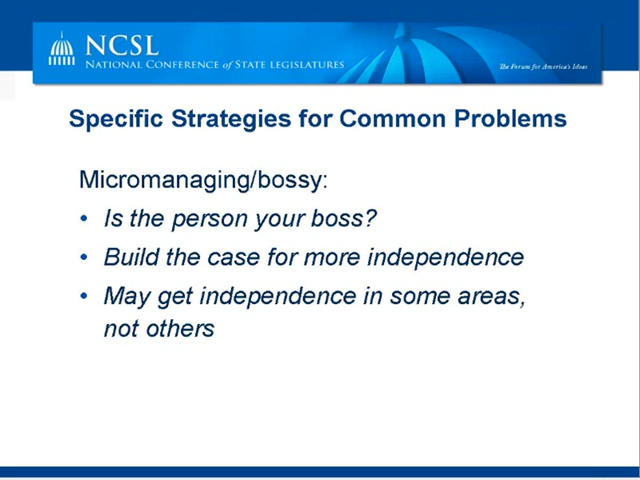 NCSL
NATIONAL CONFERENCE of STATE LEGISLATURES
The Forum for America's Ideas
Specific Strategies for Common Problems
Micromanaging/bossy:
• Is the person your boss?
• Build the case for more independence
• May get independence in some areas,
not others